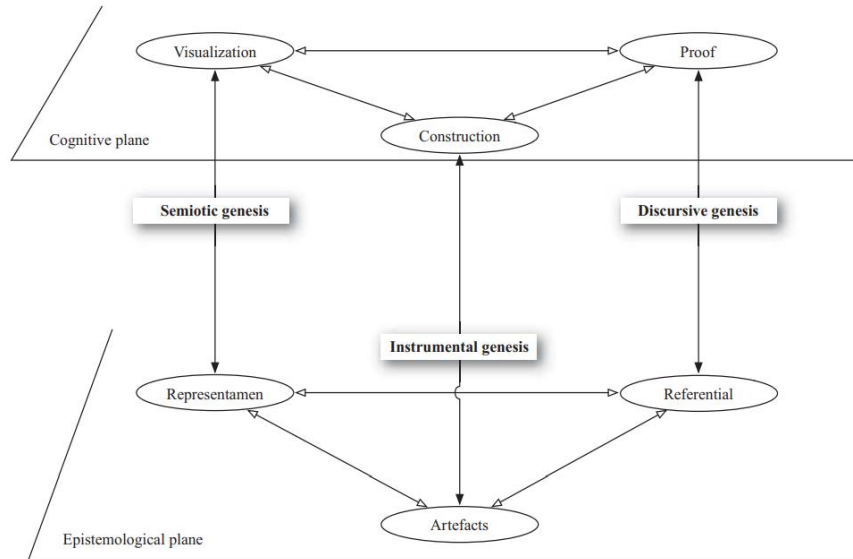 Visualization
Proof
Construction
Cognitive plane
Semiotic genesis
Discursive genesis
Instrumental genesis
Representamen
Referential
Artefacts
Epistemological plane